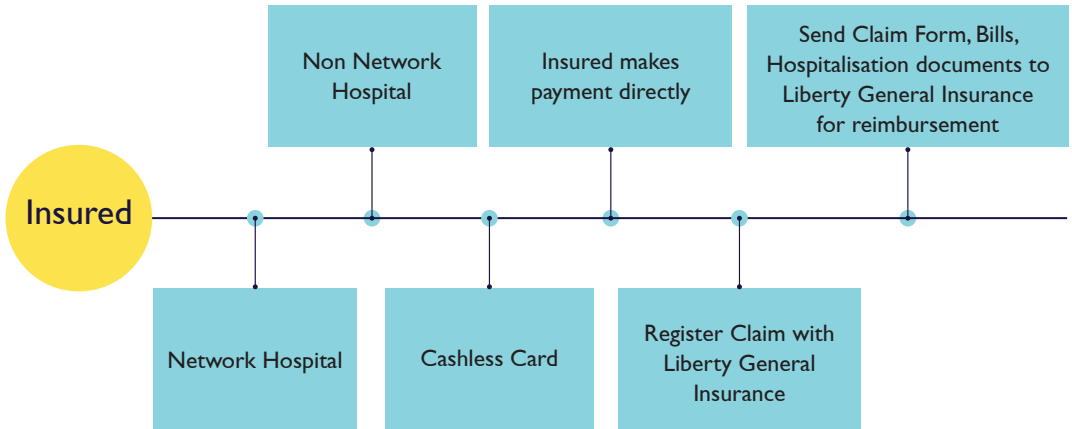 Non Network
Hospital
Insured makes
payment directly
Send Claim Form, Bills,
Hospitalisation documents to
Liberty General Insurance
for reimbursement
Insured
Network Hospital
Cashless Card
Register Claim with
Liberty General
Insurance